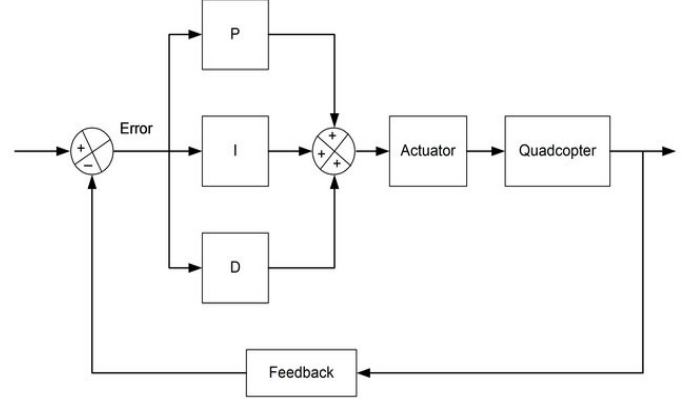 P
Error
+
−
I
+
+
+
Actuator
Quadcopter
D
Feedback